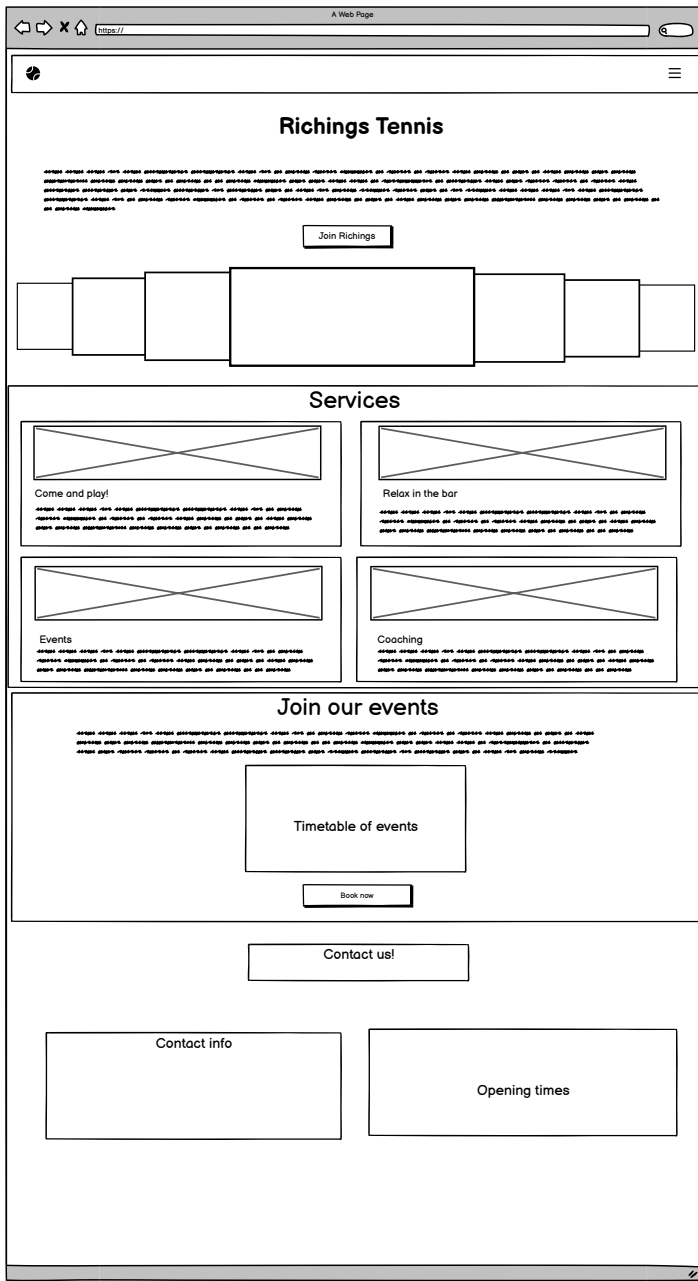 A Web Page
https://
Richings Tennis
Join Richings
Services
Come and play!
Relax in the bar
Events
Coaching
Join our events
Timetable of events
Book now
Contact us!
Contact info
Opening times